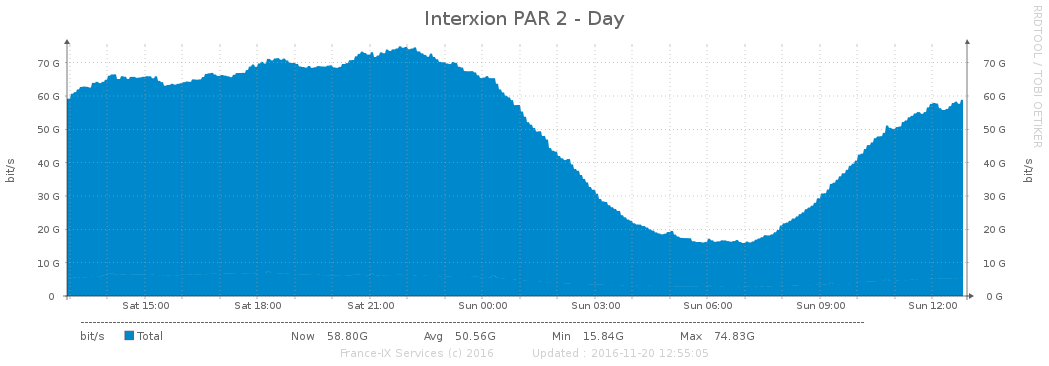 Interxion PAR 2 - Day
RRDTOOL / TOBI OETIKER
bit/s
bit/s
70 G 70 G
60 G 60 G
50 G 50 G
40 G 40 G
30 G 30 G
20 G 20 G
10 G 10 G
0 0 G
Sat 15:00 Sat 18:00 Sat 21:00 Sun 00:00 Sun 03:00 Sun 06:00 Sun 09:00 Sun 12:00
bit/s Total Now 58.80G Avg 50.56G Min 15.84G Max 74.83G
France-IX Services (c) 2016 Updated : 2016-11-20 12:55:05